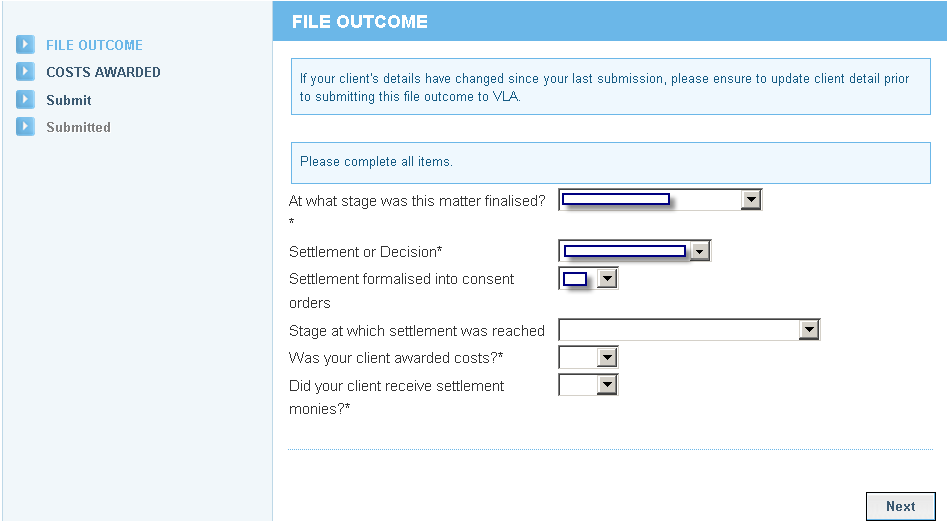 FILE OUTCOME
COSTS AWARDED
Submit
Submitted
FILE OUTCOME
If your client's details have changed since your last submission, please ensure to update client detail prior
to submitting this file outcome to VLA.
Please complete all items.
At what stage was this matter finalised?
*
Settlement or Decision*
Settlement formalised into consent
orders
Stage at which settlement was reached
Was your client awarded costs?*
Did your client receive settlement
monies?*
Next